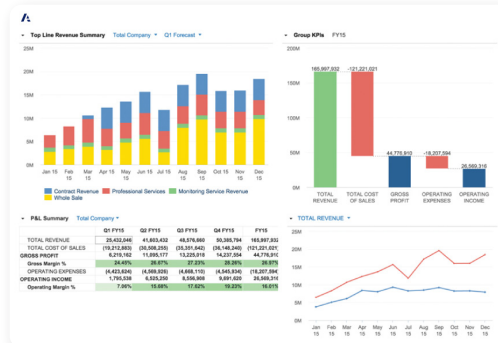 Top Line Revenue Summary Total Company Q1 Forecast
25M
20M
15M
10M
5M
0M
Jan 15 Feb 15 Mar 15 Apr 15 May 15 Jun 15 Jul 15 Aug 15 Sep 15 Oct 15 Nov 15 Dec 15
Contract Revenue Professional Services Monitoring Service Revenue
Whole Sale
Group KPIs FY15
200M
150M
100M
50M
0M
165,997,932 -121,221,021 44,776,910 -18,207,594 26,569,316
TOTAL REVENUE TOTAL COST OF SALES GROSS PROFIT OPERATING EXPENSES OPERATING INCOME
P&L Summary Total Company
Q1 FY15 Q2 FY15 Q3 FY15 Q4 FY15 FY15
TOTAL REVENUE 25,432,046 41,603,432 48,576,660 50,385,794 165,997,932
TOTAL COST OF SALES (19,212,883) (30,508,255) (35,351,642) (36,148,240) (121,221,021)
GROSS PROFIT 6,219,162 11,095,177 13,225,018 14,237,554 44,776,910
Gross Margin % 24.45% 26.67% 27.23% 28.26% 26.97%
OPERATING EXPENSES (4,423,624) (4,569,928) (4,668,110) (4,545,934) (18,207,594)
OPERATING INCOME 1,795,538 6,525,250 8,556,908 9,691,620 26,569,316
Operating Margin % 7.06% 15.68% 17.62% 19.23% 16.01%
TOTAL REVENUE
25M
20M
15M
10M
5M
0M
Jan 15 Feb 15 Mar 15 Apr 15 May 15 Jun 15 Jul 15 Aug 15 Sep 15 Oct 15 Nov 15 Dec 15